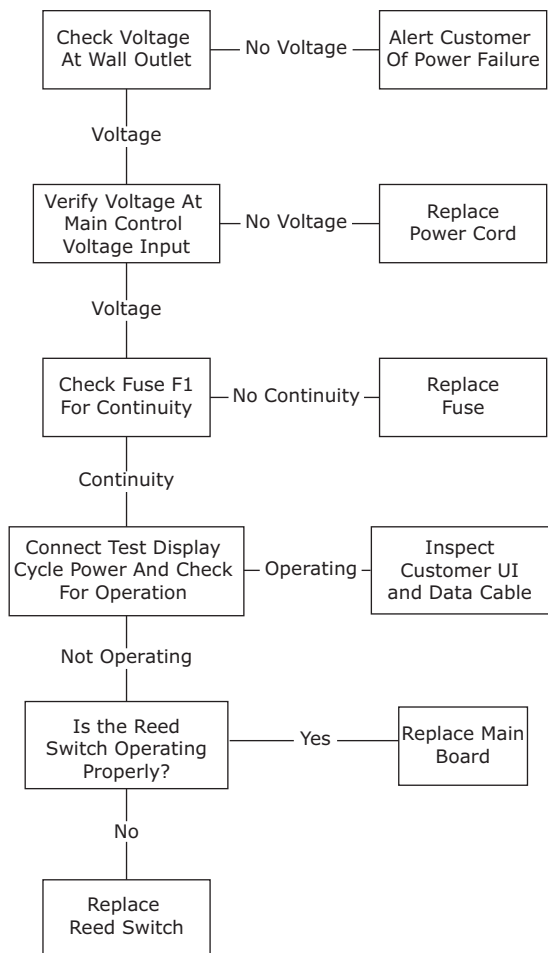 Check Voltage
At Wall Outlet
No Voltage
Alert Customer
Of Power Failure
Voltage
Verify Voltage At
Main Control
Voltage Input
No Voltage
Replace
Power Cord
Voltage
Check Fuse F1
For Continuity
No Continuity
Replace
Fuse
Continuity
Connect Test Display
Cycle Power And Check
For Operation
Operating
Inspect
Customer UI
and Data Cable
Not Operating
Is the Reed
Switch Operating
Properly?
Yes
Replace Main
Board
No
Replace
Reed Switch